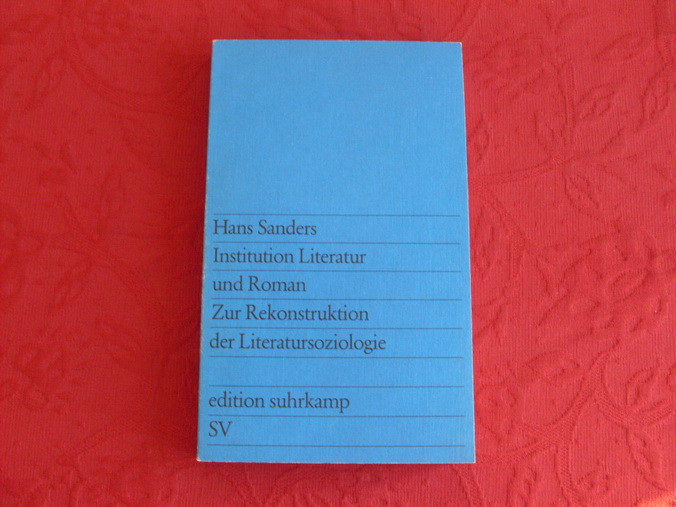 Hans Sanders
Institution Literatur
und Roman
Zur Rekonstruktion
der Literatursoziologie
edition suhrkamp
SV